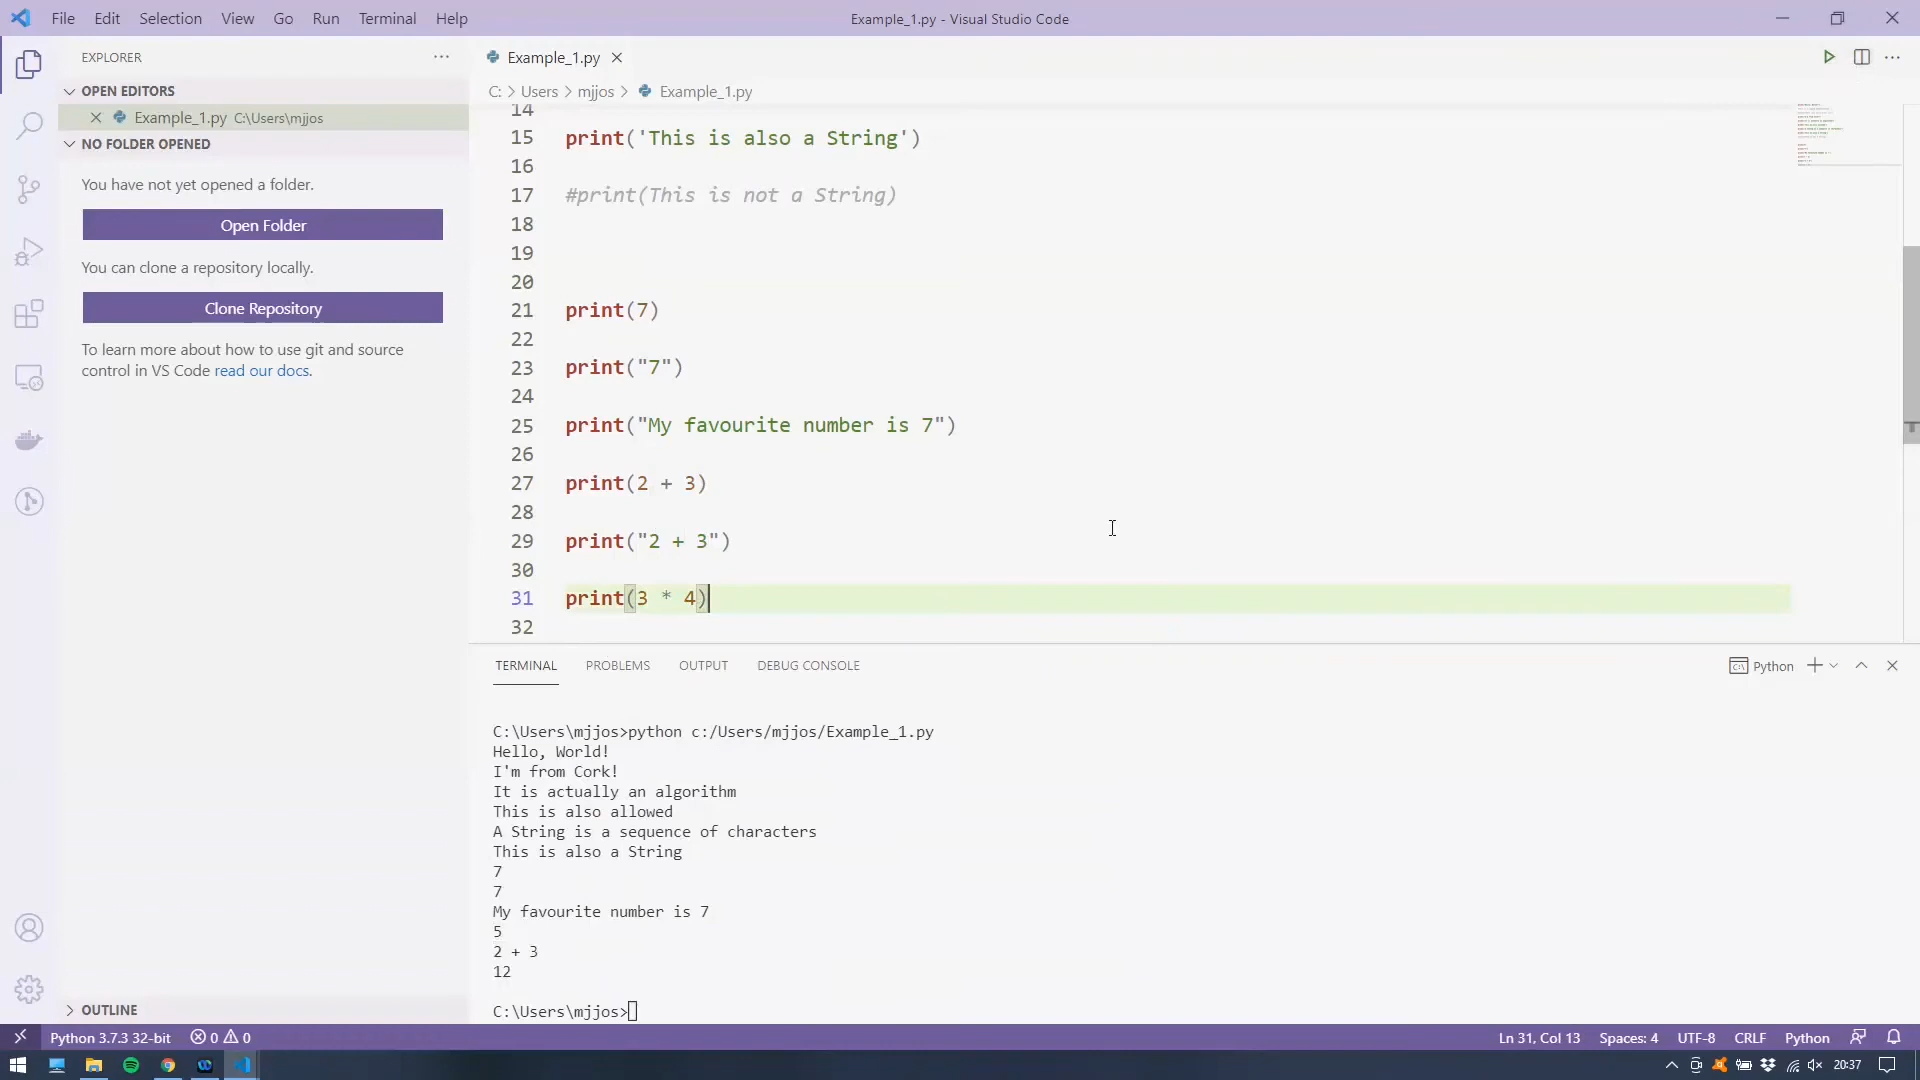 File Edit Selection View Go Run Terminal Help
Example_1.py - Visual Studio Code
EXPLORER
OPEN EDITORS
Example_1.py C:\Users\mjjos
NO FOLDER OPENED
You have not yet opened a folder.
Open Folder
You can clone a repository locally.
Clone Repository
To learn more about how to use git and source
control in VS Code read our docs.
OUTLINE
Example_1.py
C: > Users > mjjos > Example_1.py
14
15 print('This is also a String')
16
17 #print(This is not a String)
18
19
20
21 print(7)
22
23 print("7")
24
25 print("My favourite number is 7")
26
27 print(2 + 3)
28
29 print("2 + 3")
30
31 print(3 * 4)
32
TERMINAL PROBLEMS OUTPUT DEBUG CONSOLE
Python
C:\Users\mjjos>python c:/Users/mjjos/Example_1.py
Hello, World!
I'm from Cork!
It is actually an algorithm
This is also allowed
A String is a sequence of characters
This is also a String
7
7
My favourite number is 7
5
2 + 3
12
C:\Users\mjjos>
Python 3.7.3 32-bit 0 0
Ln 31, Col 13 Spaces: 4 UTF-8 CRLF Python
20:37